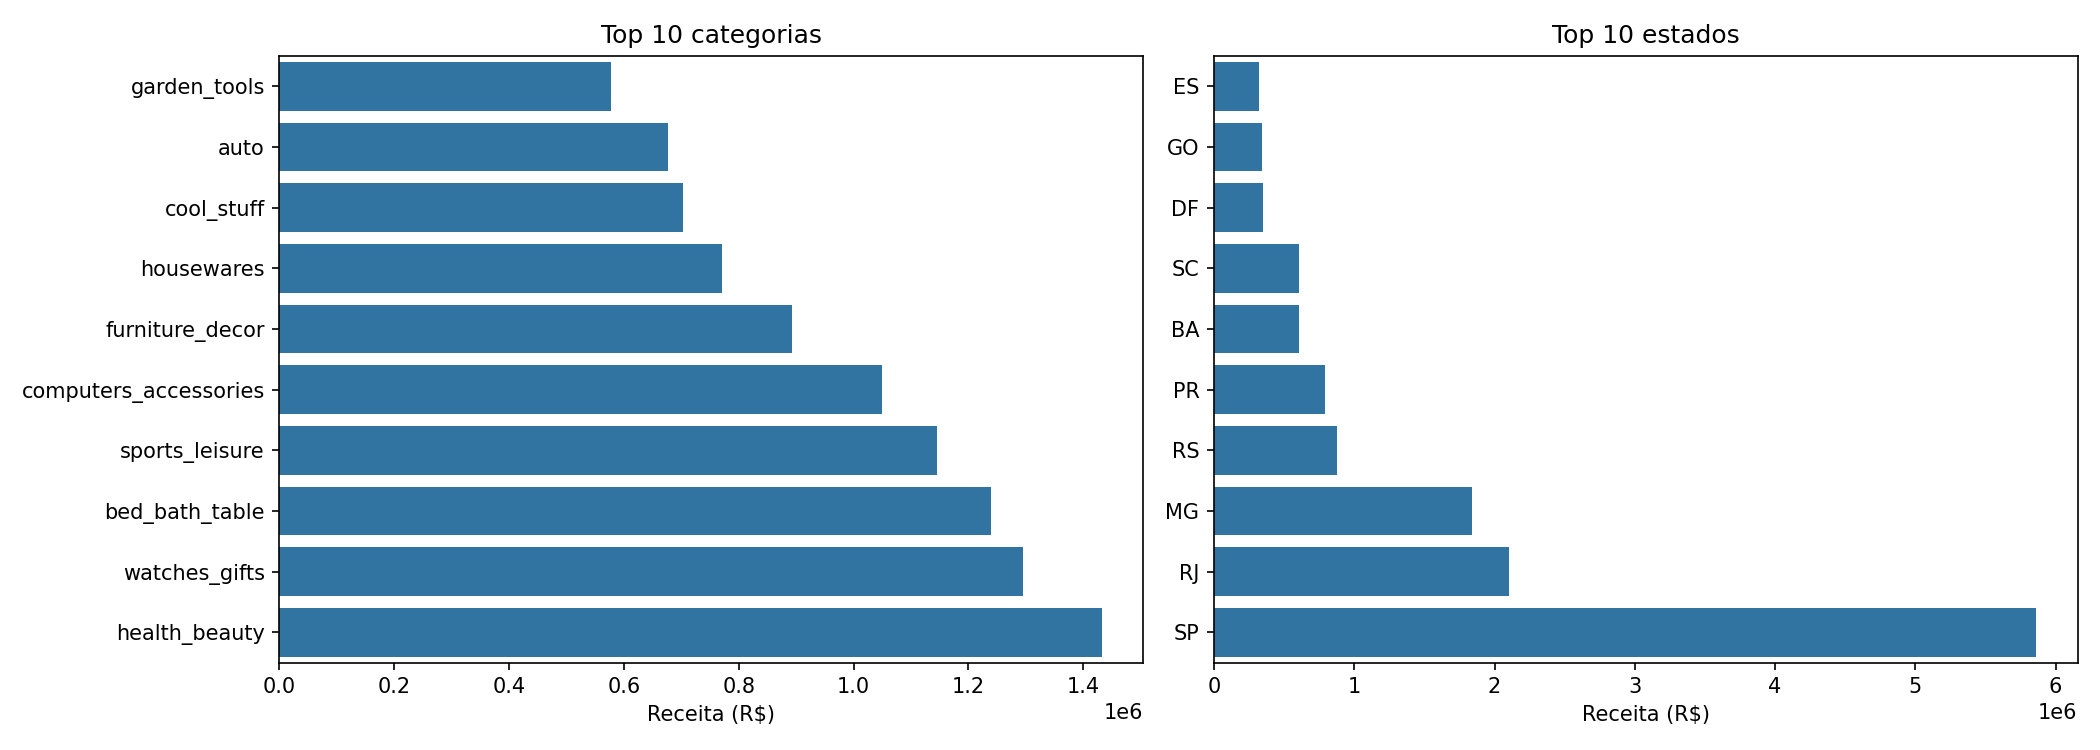 Top 10 categorias
garden_tools
auto
cool_stuff
housewares
furniture_decor
computers_accessories
sports_leisure
bed_bath_table
watches_gifts
health_beauty
0.0 0.2 0.4 0.6 0.8 1.0 1.2 1.4
Receita (R$)
1e6
Top 10 estados
ES
GO
DF
SC
BA
PR
RS
MG
RJ
SP
0 1 2 3 4 5 6
Receita (R$)
1e6